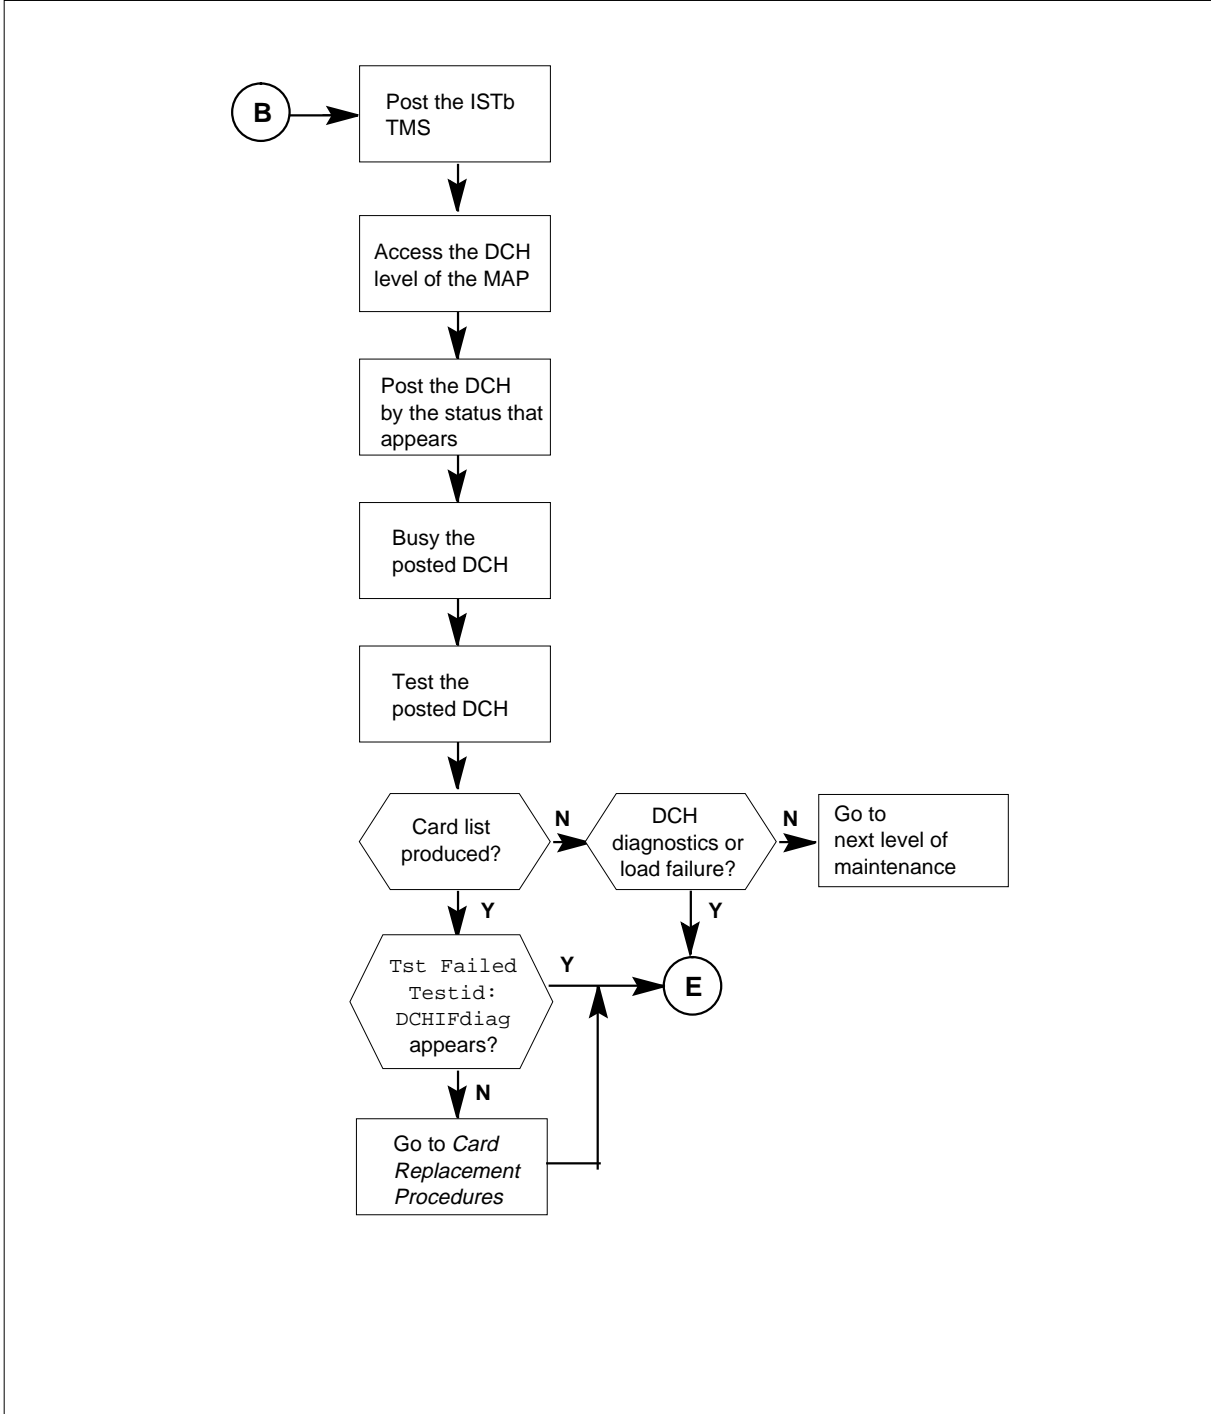 B
Post the ISTb
TMS
Access the DCH
level of the MAP
Post the DCH
by the status that
appears
Busy the
posted DCH
Test the
posted DCH
Card list
produced?
N
DCH
diagnostics or
load failure?
N
Go to
next level of
maintenance
Y
Y
Tst Failed
Testid:
DCHIFdiag
appears?
Y
E
N
Go to Card
Replacement
Procedures